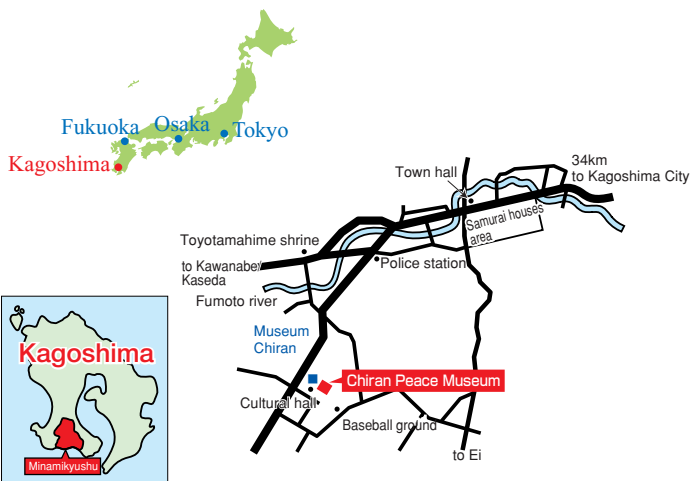 Fukuoka
Osaka
Tokyo
Kagoshima
34km
to Kagoshima City
Town hall
Samurai houses
area
Toyotamahime shrine
Police station
to Kawanabe/
Kaseda
Fumoto river
Museum
Chiran
Chiran Peace Museum
Cultural hall
Baseball ground
to Ei
Kagoshima
Minamikyushu